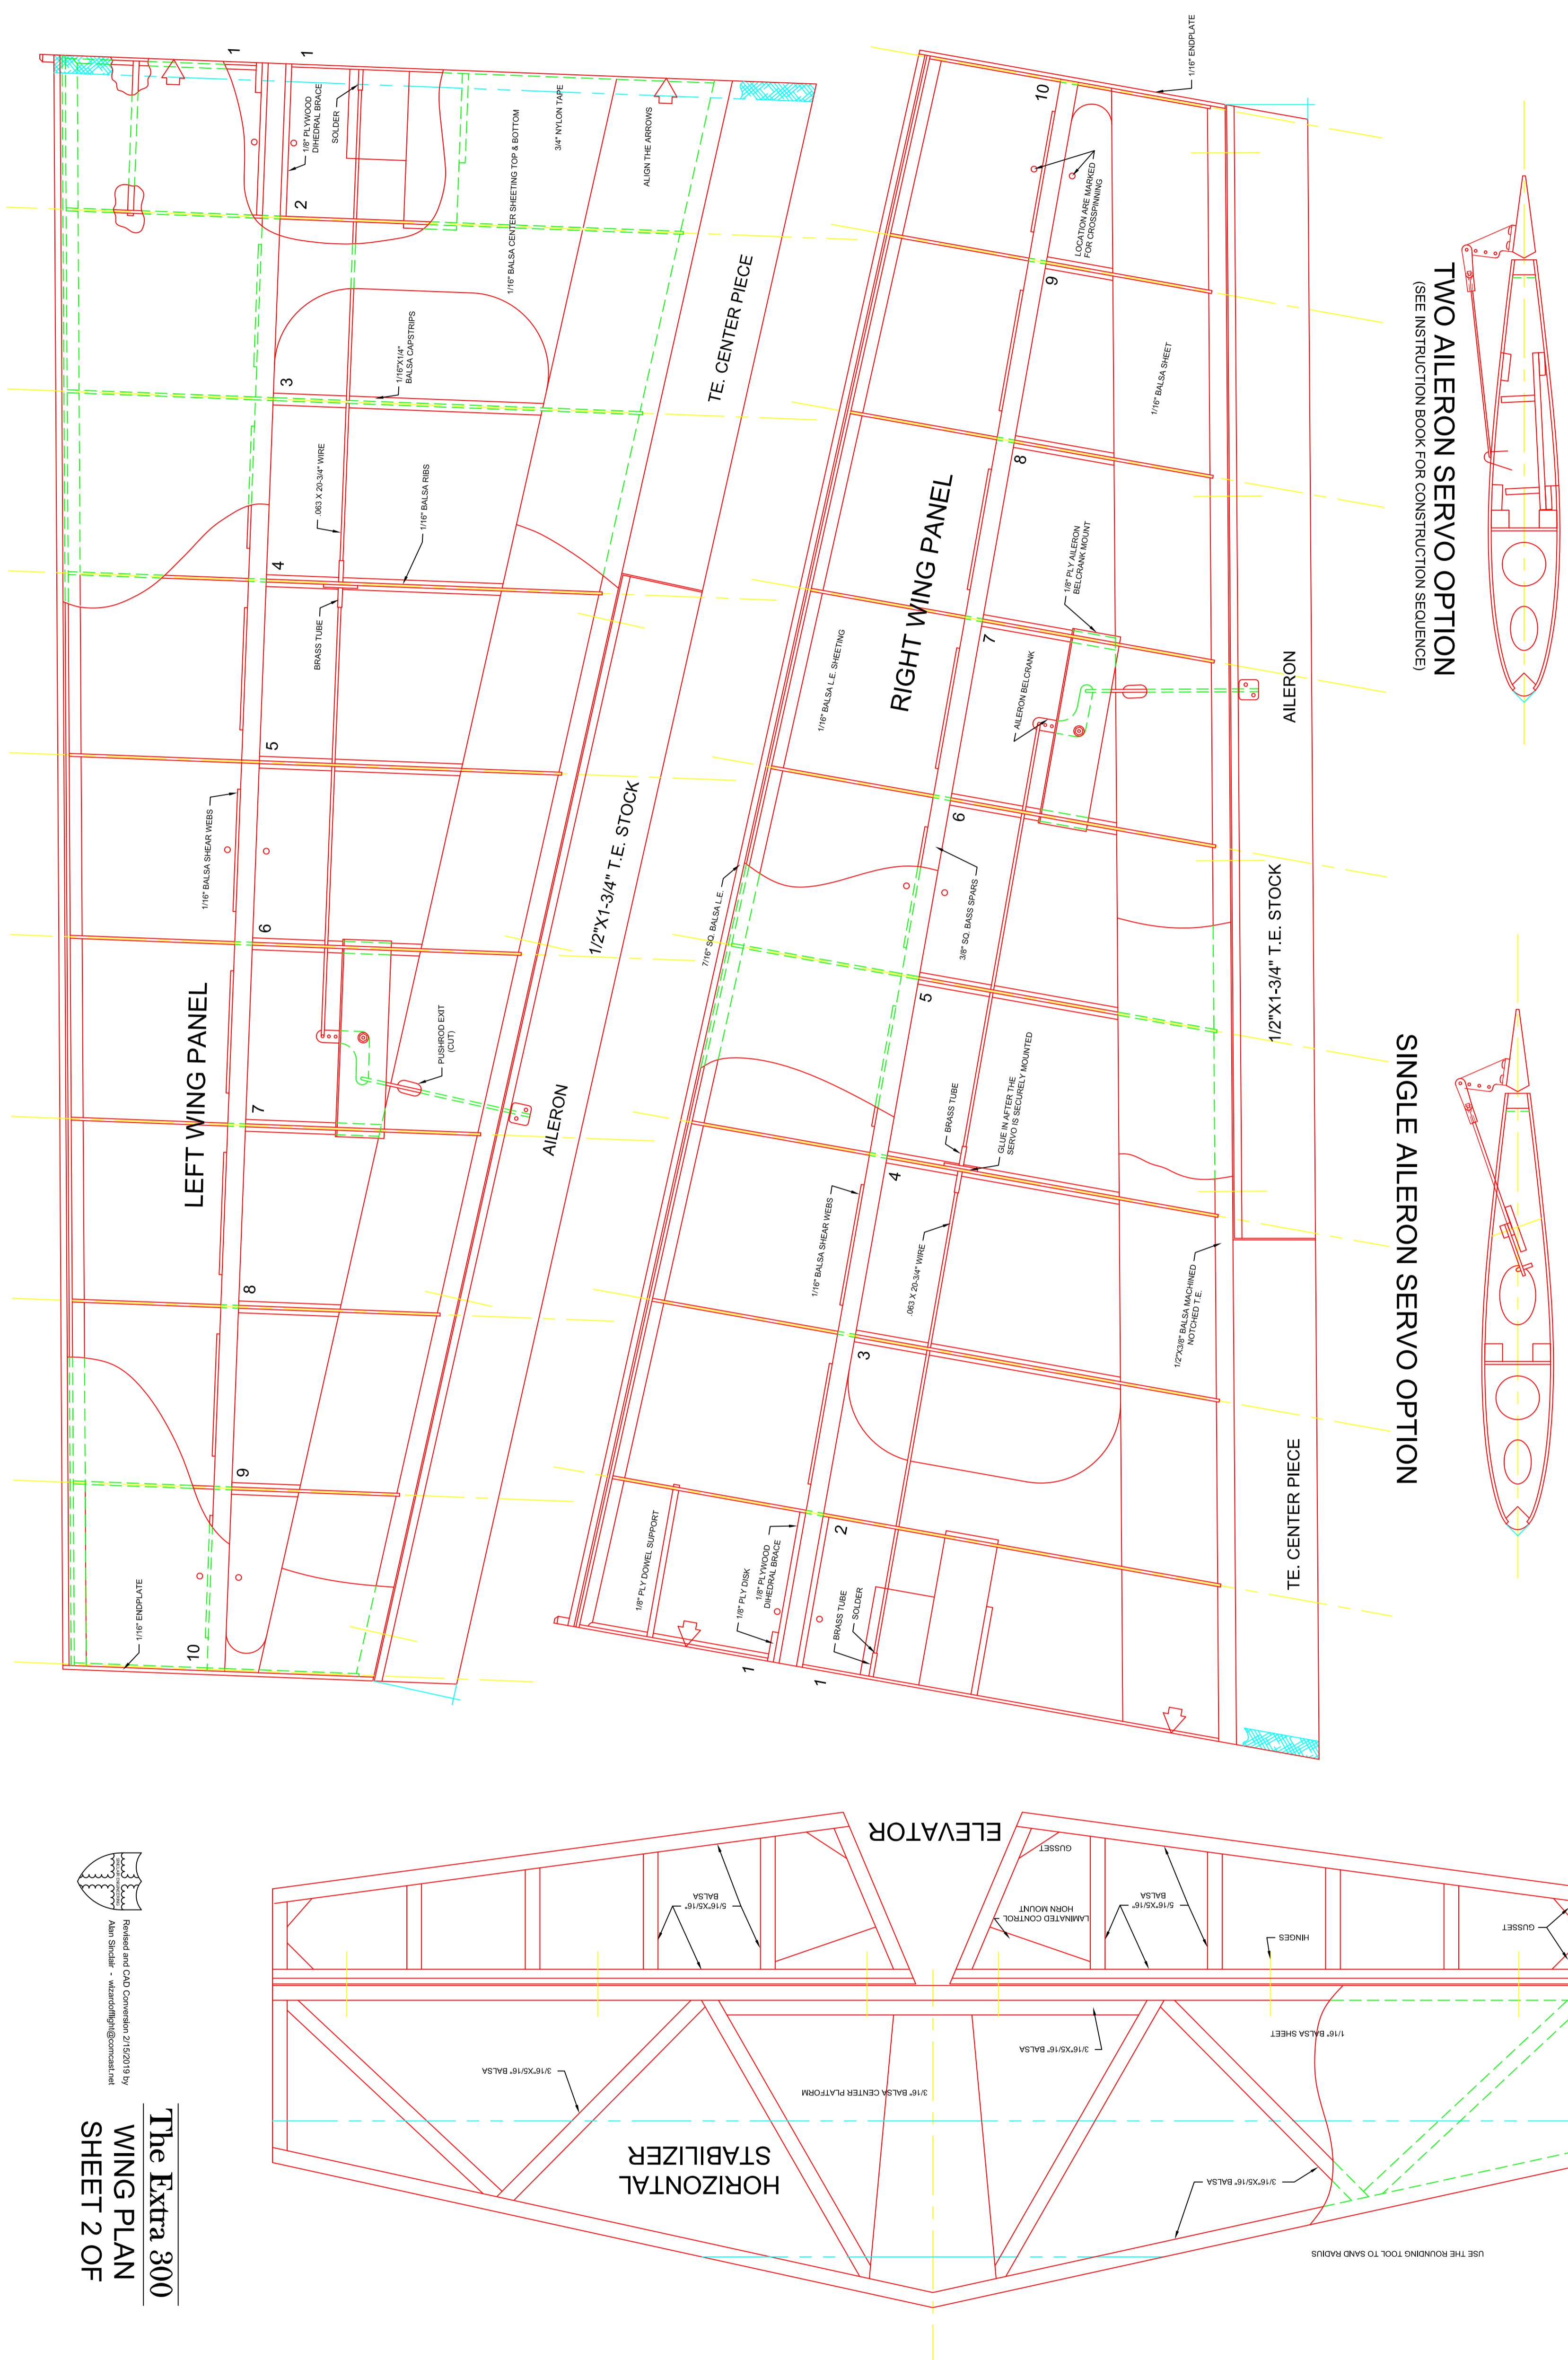 1
1
1/8" PLYWOOD
DIHEDRAL BRACE
SOLDER
2
1/16" BALSA CENTER SHEETING TOP & BOTTOM
3/4" NYLON TAPE
ALIGN THE ARROWS
TE. CENTER PIECE
3
1/16"X1/4"
BALSA CAPSTRIPS
.063 X 20-3/4" WIRE
1/16" BALSA RIBS
4
BRASS TUBE
5
1/16" BALSA SHEAR WEBS
1/2"X1-3/4" T.E. STOCK
6
LEFT WING PANEL
PUSHROD EXIT
(CUT)
7
AILERON
8
9
10
1/16" ENDPLATE
1/16" ENDPLATE
10
LOCATION ARE MARKED
FOR CROSSPINNING
9
1/16" BALSA SHEET
8
RIGHT WING PANEL
1/8" PLY AILERON
BELCRANK MOUNT
7
1/16" BALSA L.E. SHEETING
AILERON BELCRANK
AILERON
6
7/16" SQ. BALSA L.E.
3/8" SQ. BASS SPARS
1/2"X1-3/4" T.E. STOCK
5
BRASS TUBE
GLUE IN AFTER THE
SERVO IS SECURELY MOUNTED
4
1/16" BALSA SHEAR WEBS
.063 X 20-3/4" WIRE
1/2"X3/8" BALSA MACHINED
NOTCHED T.E.
3
TE. CENTER PIECE
2
1/8" PLY DOWEL SUPPORT
1/8" PLY DISK
1/8" PLYWOOD
DIHEDRAL BRACE
BRASS TUBE
SOLDER
1
1
TWO AILERON SERVO OPTION
(SEE INSTRUCTION BOOK FOR CONSTRUCTION SEQUENCE)
SINGLE AILERON SERVO OPTION
ELEVATOR
GUSSET
LAMINATED CONTROL
HORN MOUNT
5/16"X5/16"
BALSA
5/16"X5/16"
BALSA
HINGES
GUSSET
1/16" BALSA SHEET
3/16"X5/16" BALSA
3/16"X5/16" BALSA
3/16" BALSA CENTER PLATFORM
HORIZONTAL
STABILIZER
3/16"X5/16" BALSA
USE THE ROUNDING TOOL TO SAND RADIUS
Revised and CAD Conversion 2/15/2019 by
Alan Sinclair - wizardofflight@comcast.net
The Extra 300
WING PLAN
SHEET 2 OF